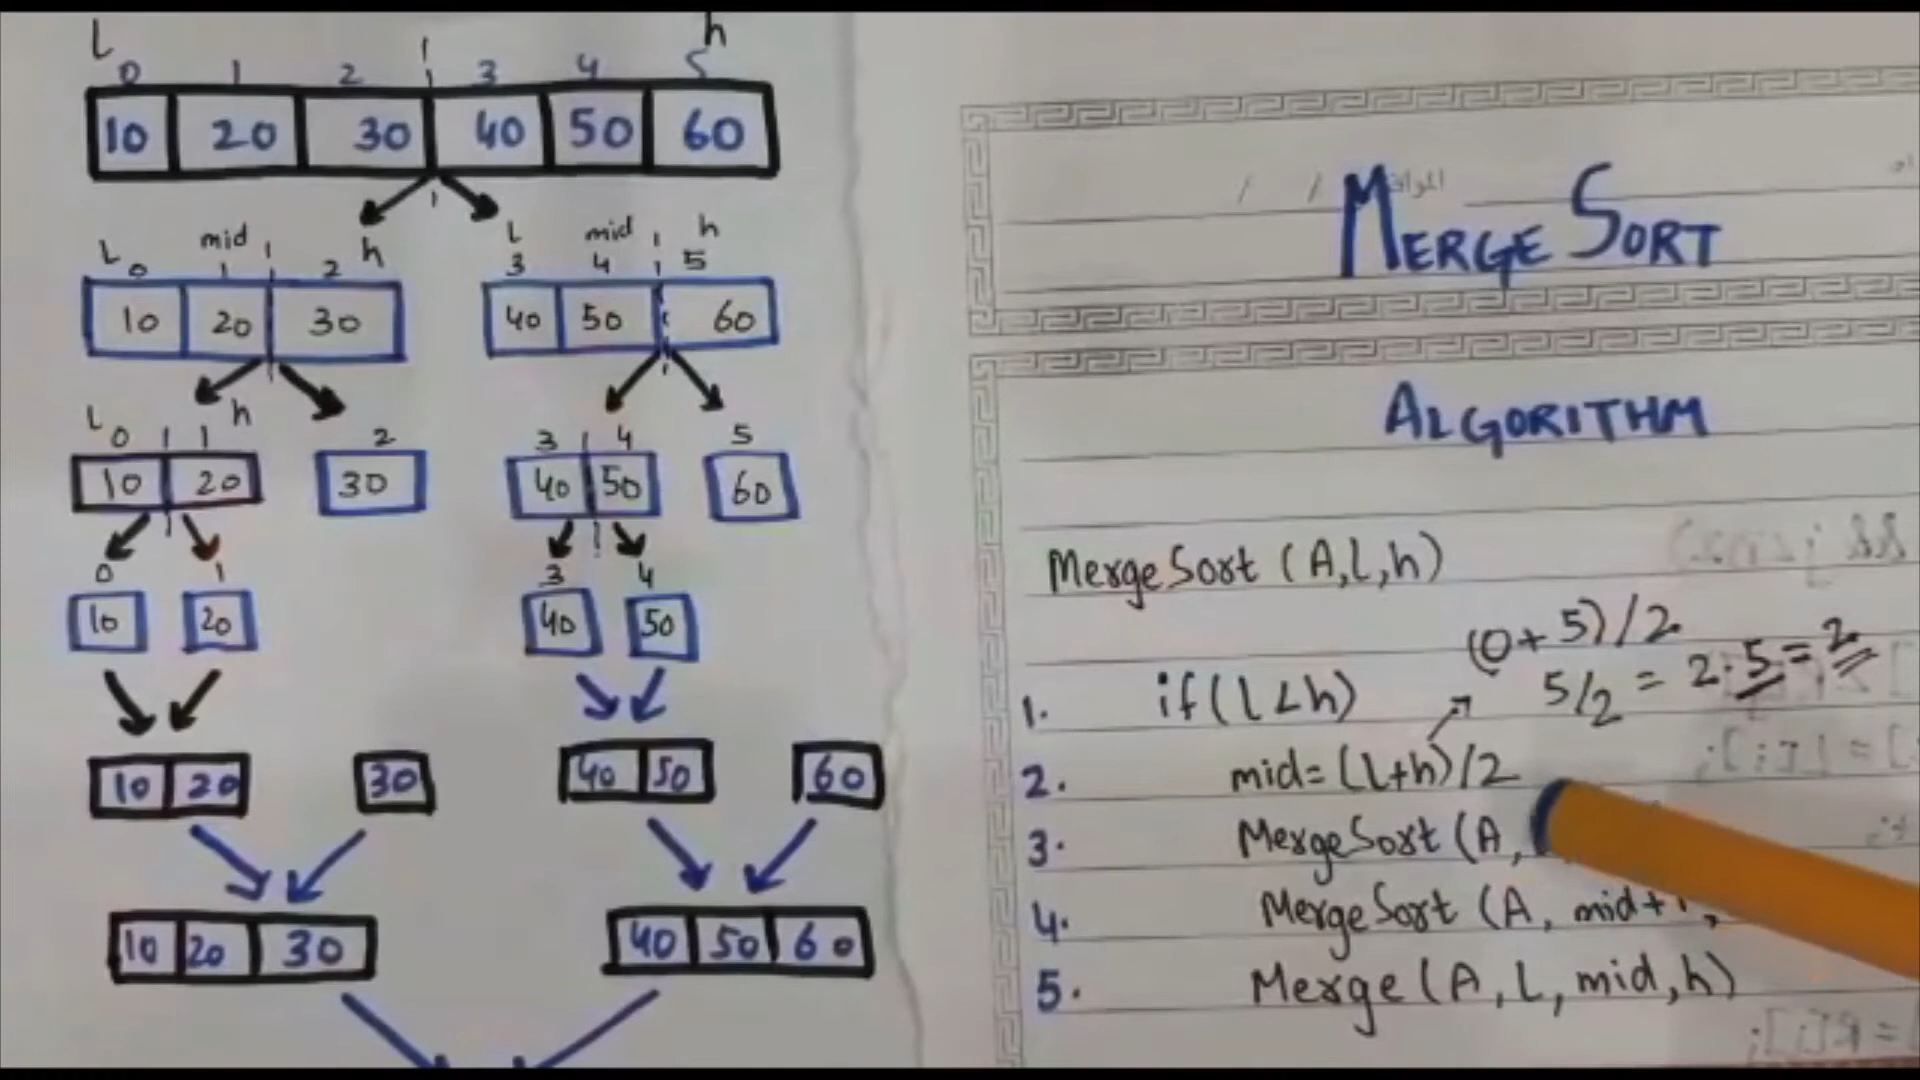 L h
0 1 2 3 4 5
10 20 30 40 50 60
L mid h
0 1 2
10 20 30
L mid h
3 4 5
40 50 60
L h
0 1 2
10 20 30
3 4 5
40 50 60
0 1
10 20
3 4
40 50
10 20 30
40 50 60
10 20 30
40 50 60
MERGE SORT
ALGORITHM
MergeSort (A,l,h)
(0+5)/2
5/2 = 2.5 = 2
1. if(l<h)
2. mid=(l+h)/2
3. MergeSort (A,
4. MergeSort (A, mid+1,
5. Merge(A, L, mid, h)